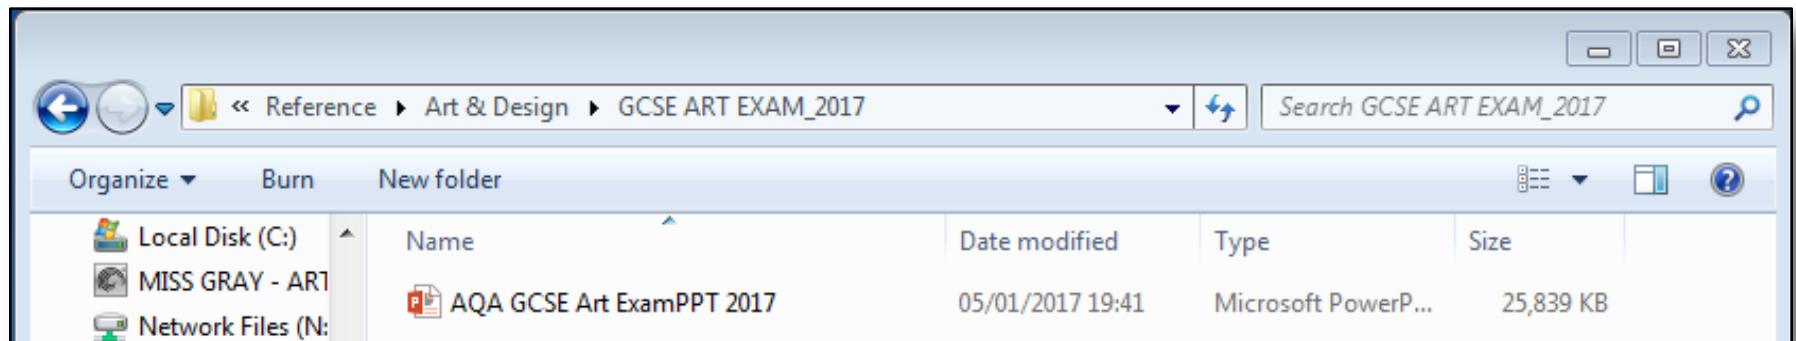 « Reference ▸ Art & Design ▸ GCSE ART EXAM_2017
Search GCSE ART EXAM_2017
Organize Burn New folder
Local Disk (C:)
MISS GRAY - ART
Network Files (N:
Name Date modified Type Size
AQA GCSE Art ExamPPT 2017 05/01/2017 19:41 Microsoft PowerP... 25,839 KB